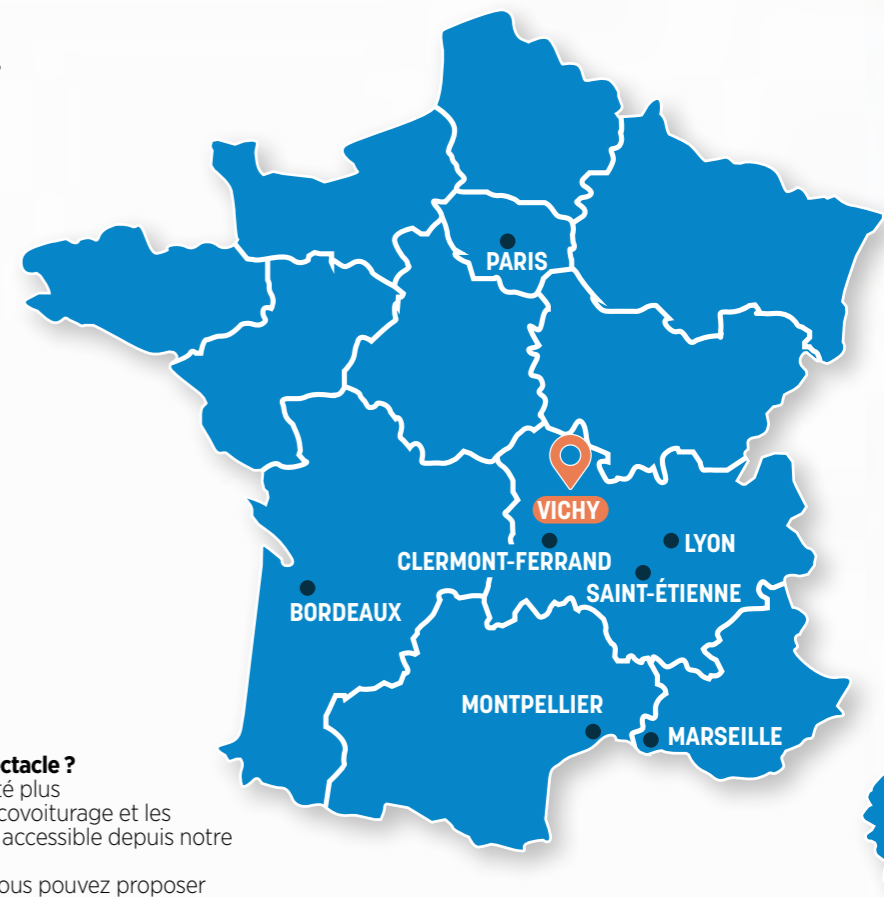 PARIS
VICHY
LYON
CLERMONT-FERRAND
SAINT-ÉTIENNE
BORDEAUX
MONTPELLIER
MARSEILLE
ctacle ?
té plus
covoiturage et les
accessible depuis notre
ous pouvez proposer